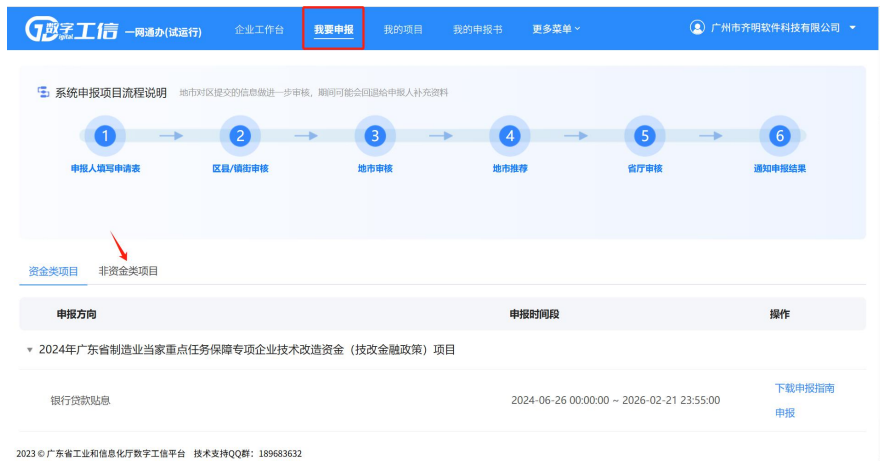 数字工信 一网通办(试运行) 企业工作台 我要申报 我的项目 我的申报书 更多菜单 广州市齐明软件科技有限公司
Digital
系统申报项目流程说明 地市对区提交的信息做进一步审核，期间可能会回退给申报人补充资料
1 2 3 4 5 6
申报人填写申请表 区县/镇街审核 地市审核 地市推荐 省厅审核 通知申报结果
资金类项目 非资金类项目
申报方向 申报时间段 操作
2024年广东省制造业当家重点任务保障专项企业技术改造资金（技改金融政策）项目
下载申报指南
银行贷款贴息 2024-06-26 00:00:00 ~ 2026-02-21 23:55:00
申报
2023 © 广东省工业和信息化厅数字工信平台 技术支持QQ群：189683632